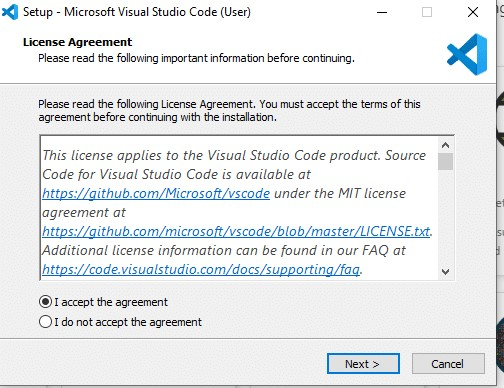 Setup - Microsoft Visual Studio Code (User)
License Agreement
Please read the following important information before continuing.
Please read the following License Agreement. You must accept the terms of this
agreement before continuing with the installation.
This license applies to the Visual Studio Code product. Source
Code for Visual Studio Code is available at
https://github.com/Microsoft/vscode under the MIT license
agreement at
https://github.com/microsoft/vscode/blob/master/LICENSE.txt.
Additional license information can be found in our FAQ at
https://code.visualstudio.com/docs/supporting/faq.
I accept the agreement
I do not accept the agreement
Next >
Cancel